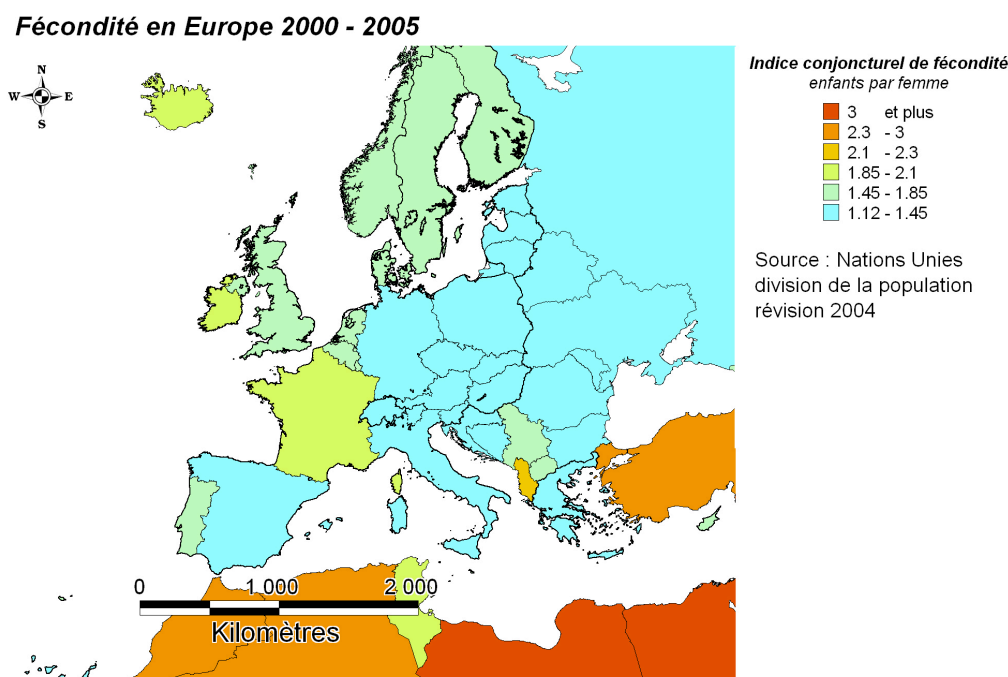 Fécondité en Europe 2000 - 2005
N
W E
S
Indice conjoncturel de fécondité
enfants par femme
3 et plus
2.3 - 3
2.1 - 2.3
1.85 - 2.1
1.45 - 1.85
1.12 - 1.45
Source : Nations Unies
division de la population
révision 2004
0 1 000 2 000
Kilomètres